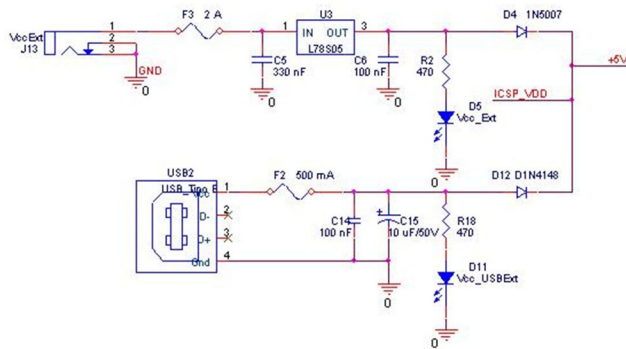 F3 2 A
U3
D4 1N5007
VccExt
J13
1
2
3
GND
0
1 IN OUT 3
L78S05
C5
330 nF
0
C6
100 nF
0
R2
470
+5V
ICSP_VDD
D5
Vcc_Ext
0
USB2
USB_Tipo_B
F2 500 mA
D12 D1N4148
Vcc 1
D- 2
D+ 3
Gnd 4
C14
100 nF
C15
10 uF/50V
R18
470
D11
Vcc_USBExt
0
0